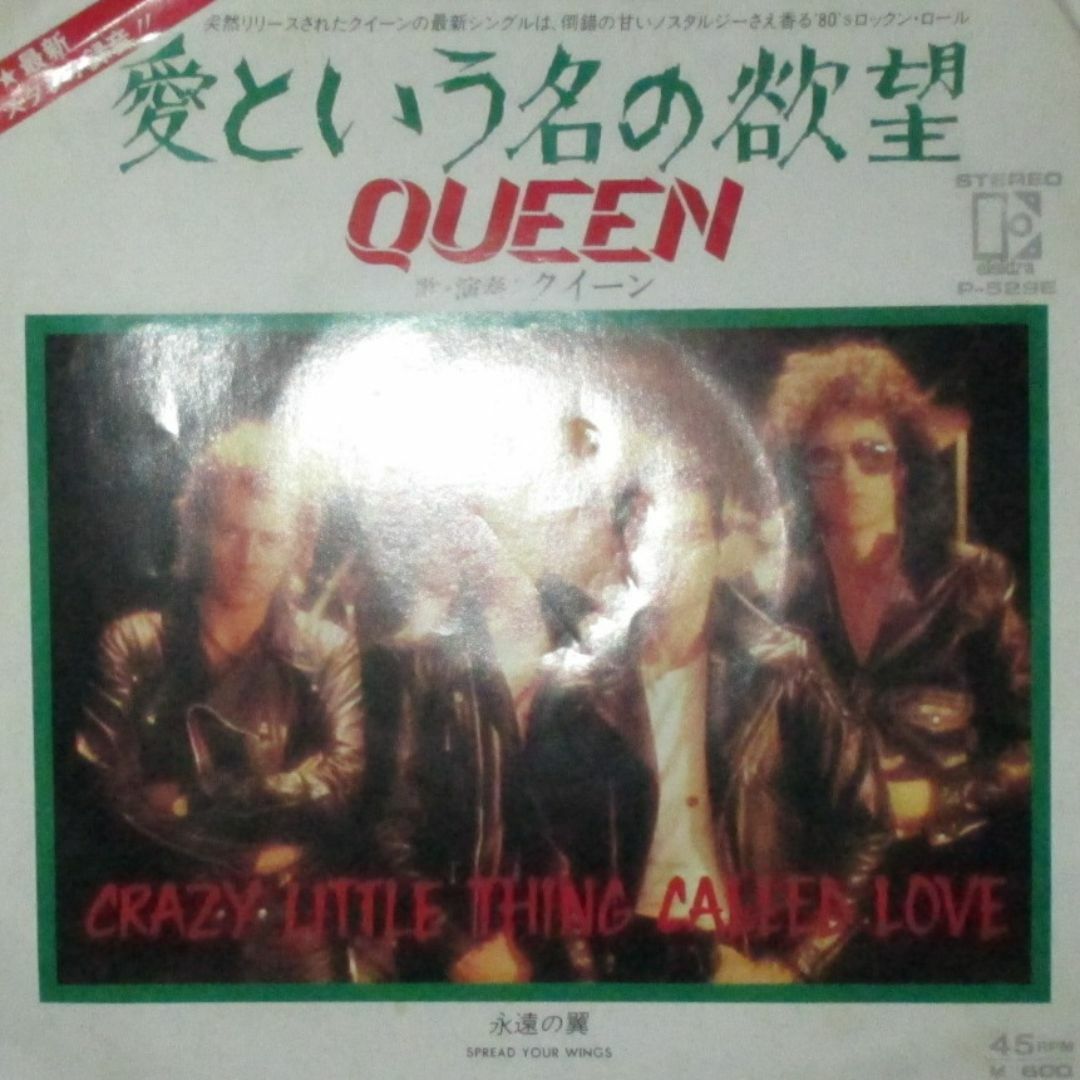 突然リリースされたクイーンの最新シングルは、倒錯の甘いノスタルジーさえ香る'80'sロックン・ロール
★最新
愛という名の欲望
QUEEN
歌・演奏：クイーン
STEREO
elektra
P-529E
CRAZY LITTLE THING CALLED LOVE
永遠の翼
SPREAD YOUR WINGS
45RPM
¥ 600